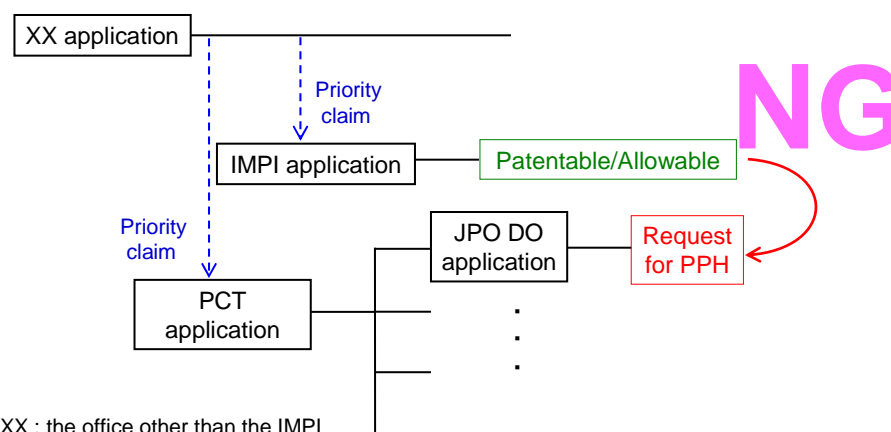 XX application
NG
Priority
claim
IMPI application
Patentable/Allowable
Priority
claim
JPO DO
application
Request
for PPH
PCT
application
.
.
.
XX : the office other than the IMPI